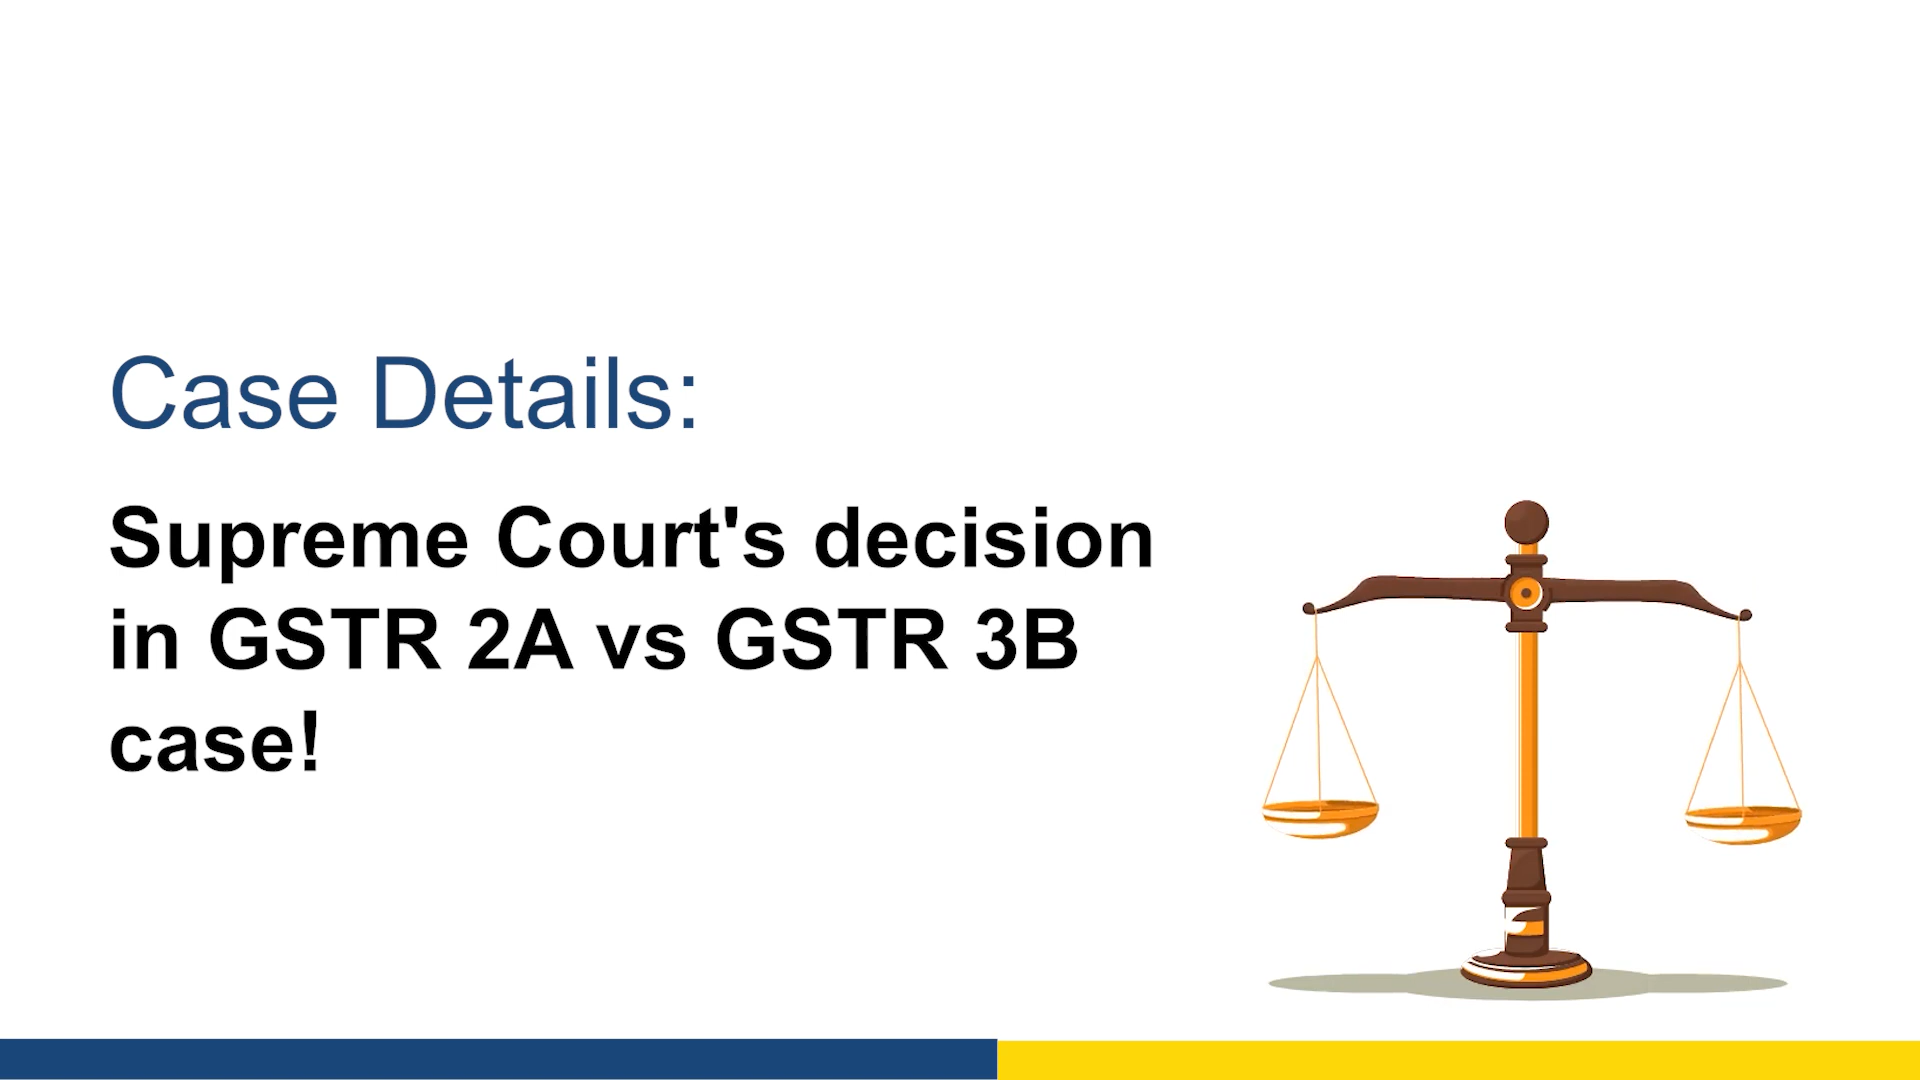 Case Details:
Supreme Court's decision
in GSTR 2A vs GSTR 3B
case!